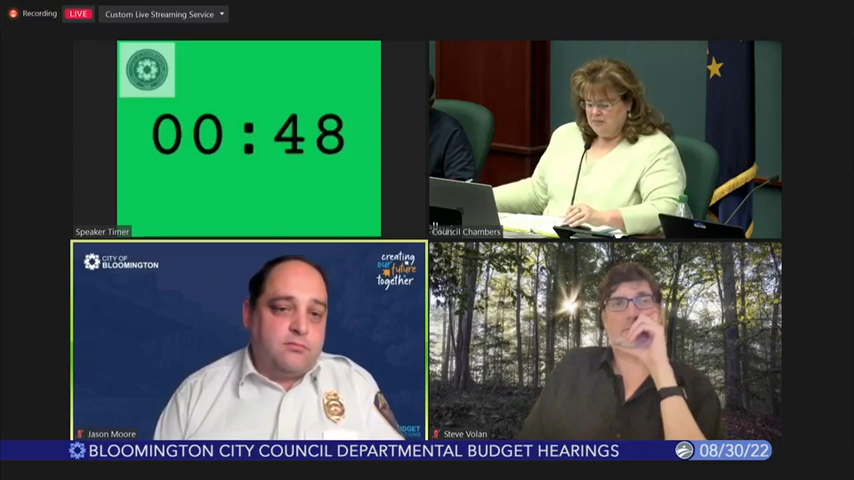 Recording
LIVE
Custom Live Streaming Service
00:48
Speaker Timer
Council Chambers
CITY OF
BLOOMINGTON
creating
our future
together
Jason Moore
Steve Volan
BLOOMINGTON CITY COUNCIL DEPARTMENTAL BUDGET HEARINGS
08/30/22